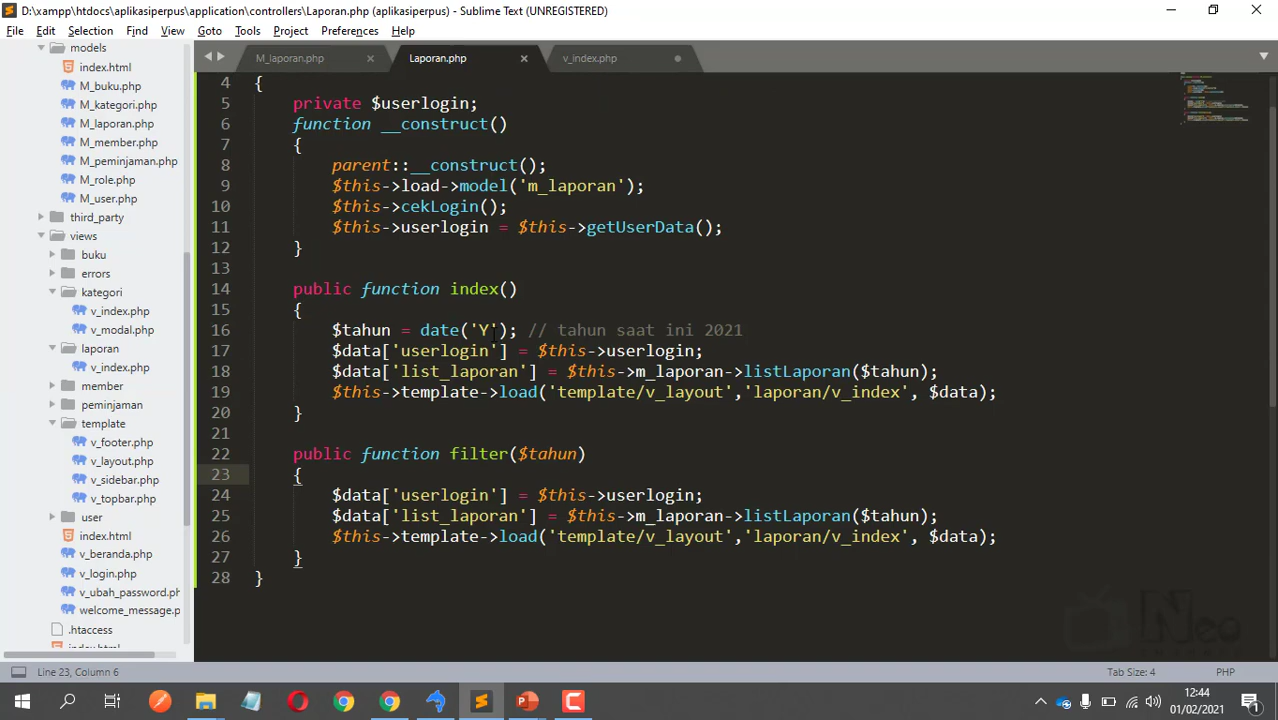 D:\xampp\htdocs\aplikasiperpus\application\controllers\Laporan.php (aplikasiperpus) - Sublime Text (UNREGISTERED)
File Edit Selection Find View Goto Tools Project Preferences Help
models
index.html
M_buku.php
M_kategori.php
M_laporan.php
M_member.php
M_peminjaman.php
M_role.php
M_user.php
third_party
views
buku
errors
kategori
v_index.php
v_modal.php
laporan
v_index.php
member
peminjaman
template
v_footer.php
v_layout.php
v_sidebar.php
v_topbar.php
user
index.html
v_beranda.php
v_login.php
v_ubah_password.ph
welcome_message.p
.htaccess
index.html
M_laporan.php Laporan.php v_index.php
4 {
5 private $userlogin;
6 function __construct()
7 {
8 parent::__construct();
9 $this->load->model('m_laporan');
10 $this->cekLogin();
11 $this->userlogin = $this->getUserData();
12 }
13
14 public function index()
15 {
16 $tahun = date('Y'); // tahun saat ini 2021
17 $data['userlogin'] = $this->userlogin;
18 $data['list_laporan'] = $this->m_laporan->listLaporan($tahun);
19 $this->template->load('template/v_layout','laporan/v_index', $data);
20 }
21
22 public function filter($tahun)
23 {
24 $data['userlogin'] = $this->userlogin;
25 $data['list_laporan'] = $this->m_laporan->listLaporan($tahun);
26 $this->template->load('template/v_layout','laporan/v_index', $data);
27 }
28 }
Neo
Line 23, Column 6 Tab Size: 4 PHP
12:44
01/02/2021